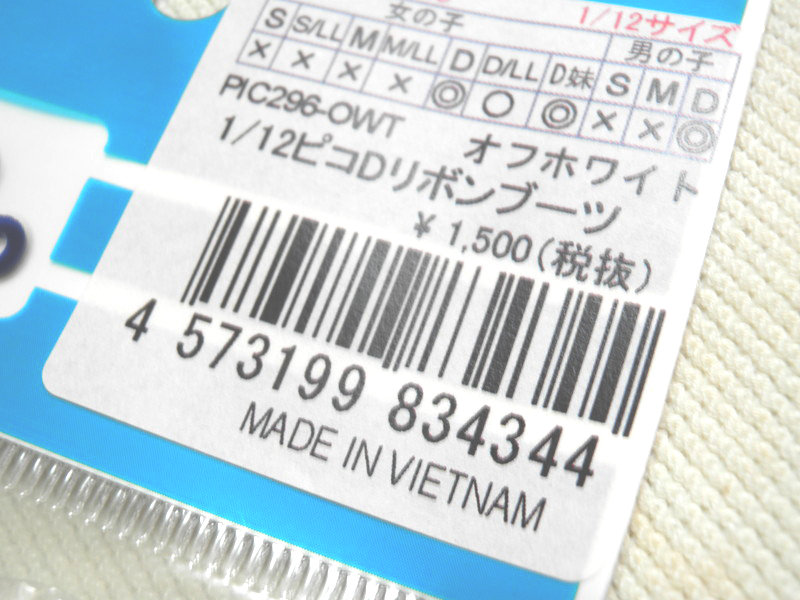 1/12サイズ
女の子 男の子
S S/LL M M/LL D D/LL D妹 S M D
× × × × ◎ ○ ◎ × × ◎
PIC296-OWT オフホワイト
1/12ピコDリボンブーツ
¥ 1,500(税抜)
4 573199 834344
MADE IN VIETNAM